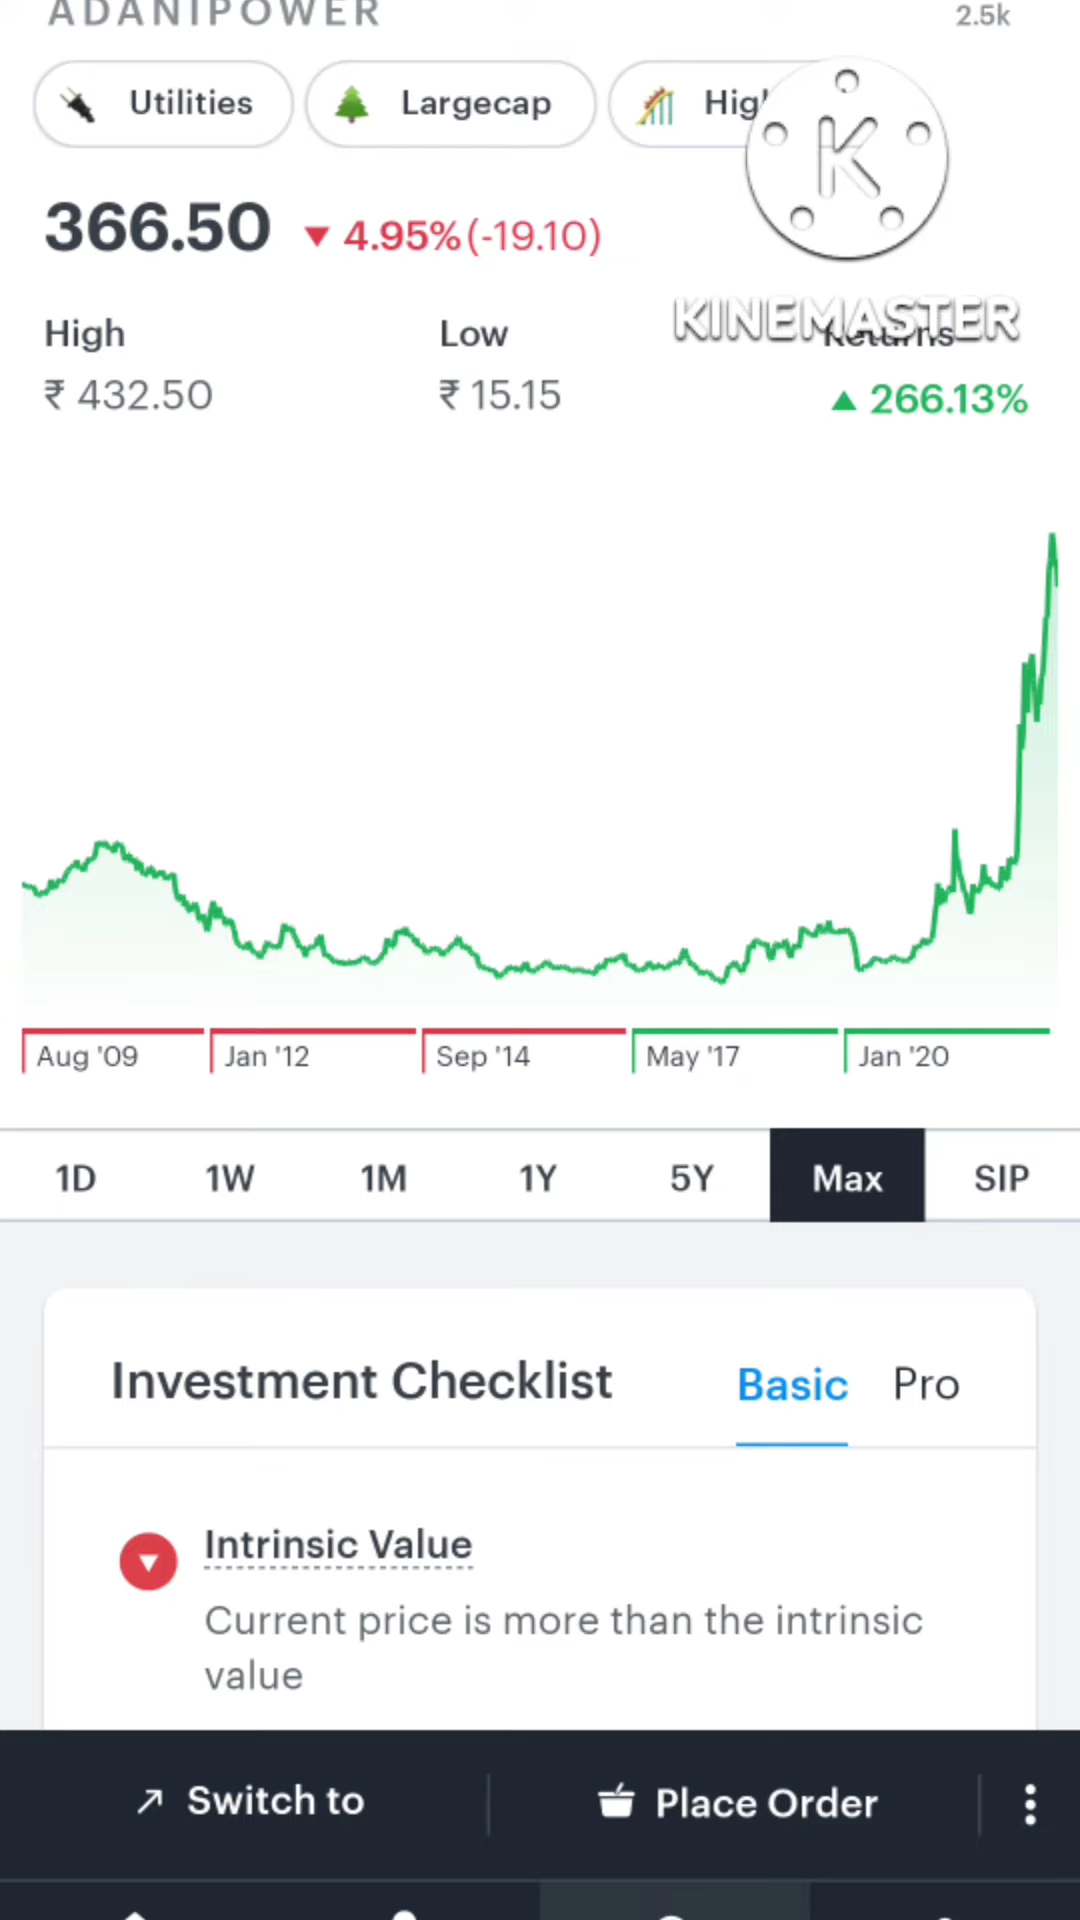 ADANIPOWER
2.5k
Utilities
Largecap
High
K
KINEMASTER
366.50 ▼ 4.95% (-19.10)
High Low Returns
₹ 432.50 ₹ 15.15 ▲ 266.13%
Aug '09 Jan '12 Sep '14 May '17 Jan '20
1D 1W 1M 1Y 5Y Max SIP
Investment Checklist Basic Pro
Intrinsic Value
Current price is more than the intrinsic
value
Switch to Place Order